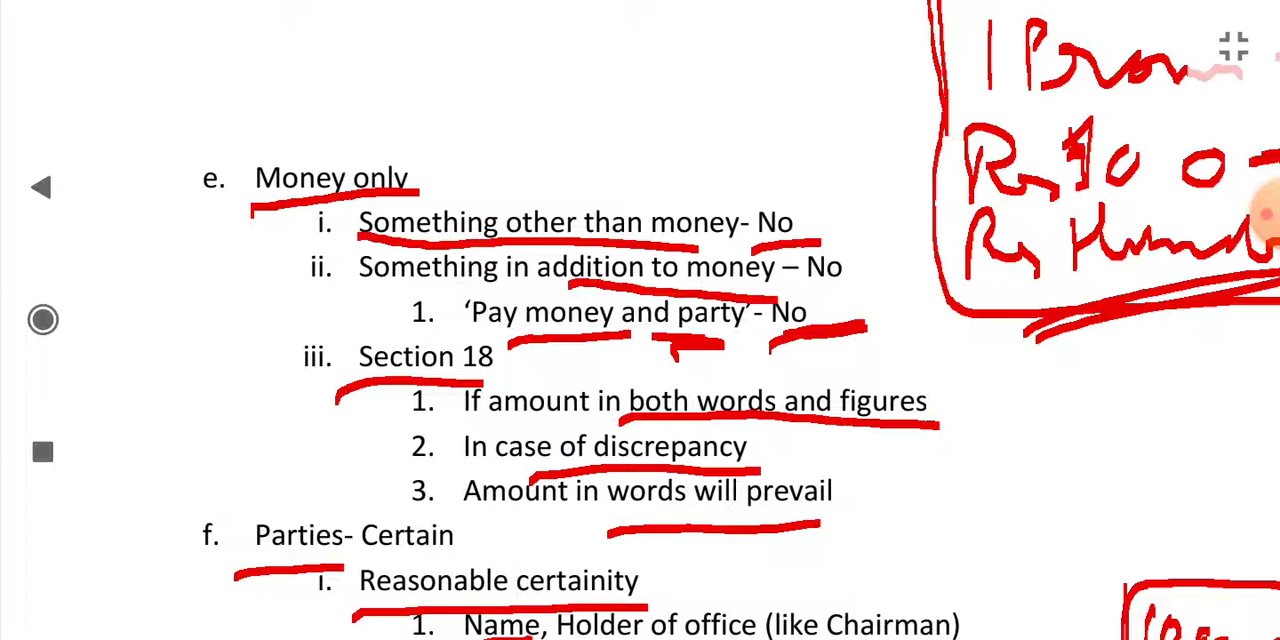 e. Money only
i. Something other than money- No
ii. Something in addition to money – No
1. ‘Pay money and party’- No
iii. Section 18
1. If amount in both words and figures
2. In case of discrepancy
3. Amount in words will prevail
f. Parties- Certain
i. Reasonable certainity
1. Name, Holder of office (like Chairman)